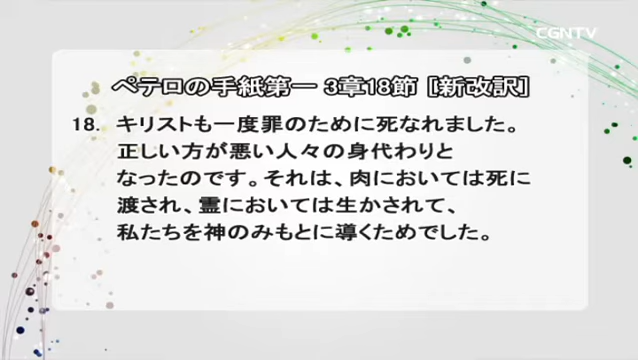 CGNTV
ペテロの手紙第一 3章18節 [新改訳]
18. キリストも一度罪のために死なれました。
正しい方が悪い人々の身代わりと
なったのです。それは、肉においては死に
渡され、霊においては生かされて、
私たちを神のみもとに導くためでした。